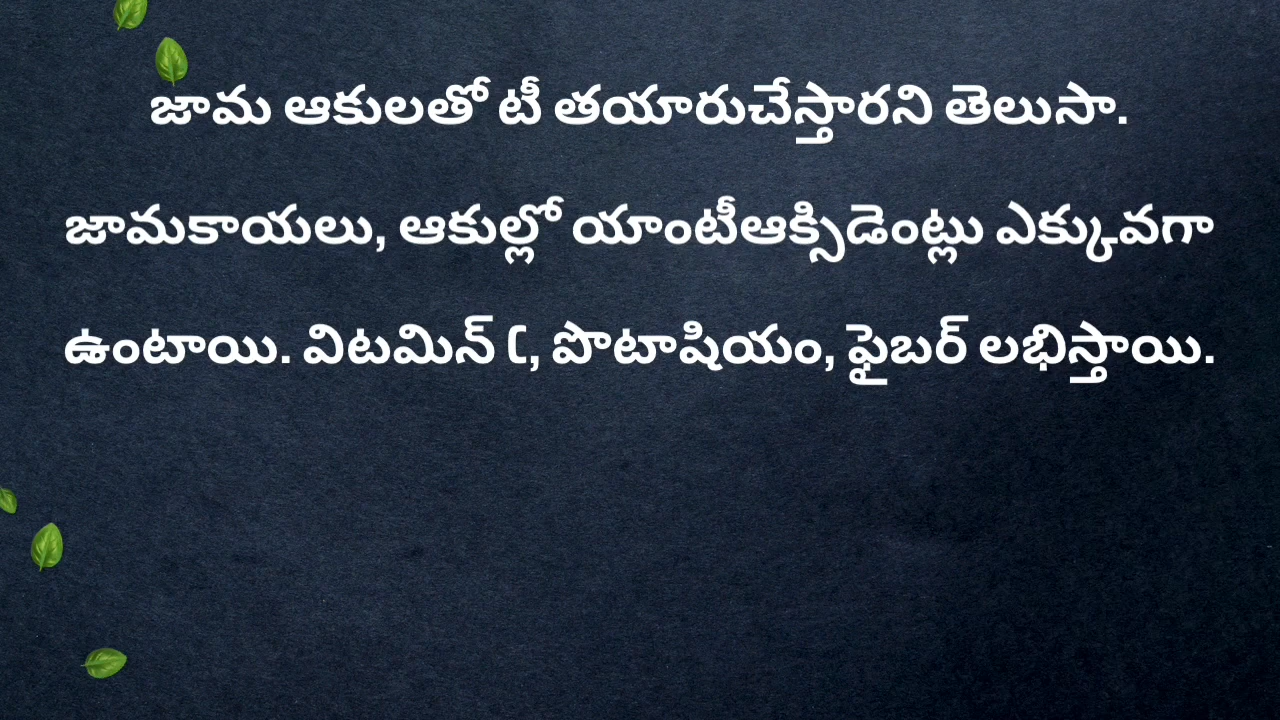 జామ ఆకులతో టీ తయారుచేస్తారని తెలుసా.
జామకాయలు, ఆకుల్లో యాంటీఆక్సిడెంట్లు ఎక్కువగా
ఉంటాయి. విటమిన్ C, పొటాషియం, ఫైబర్ లభిస్తాయి.